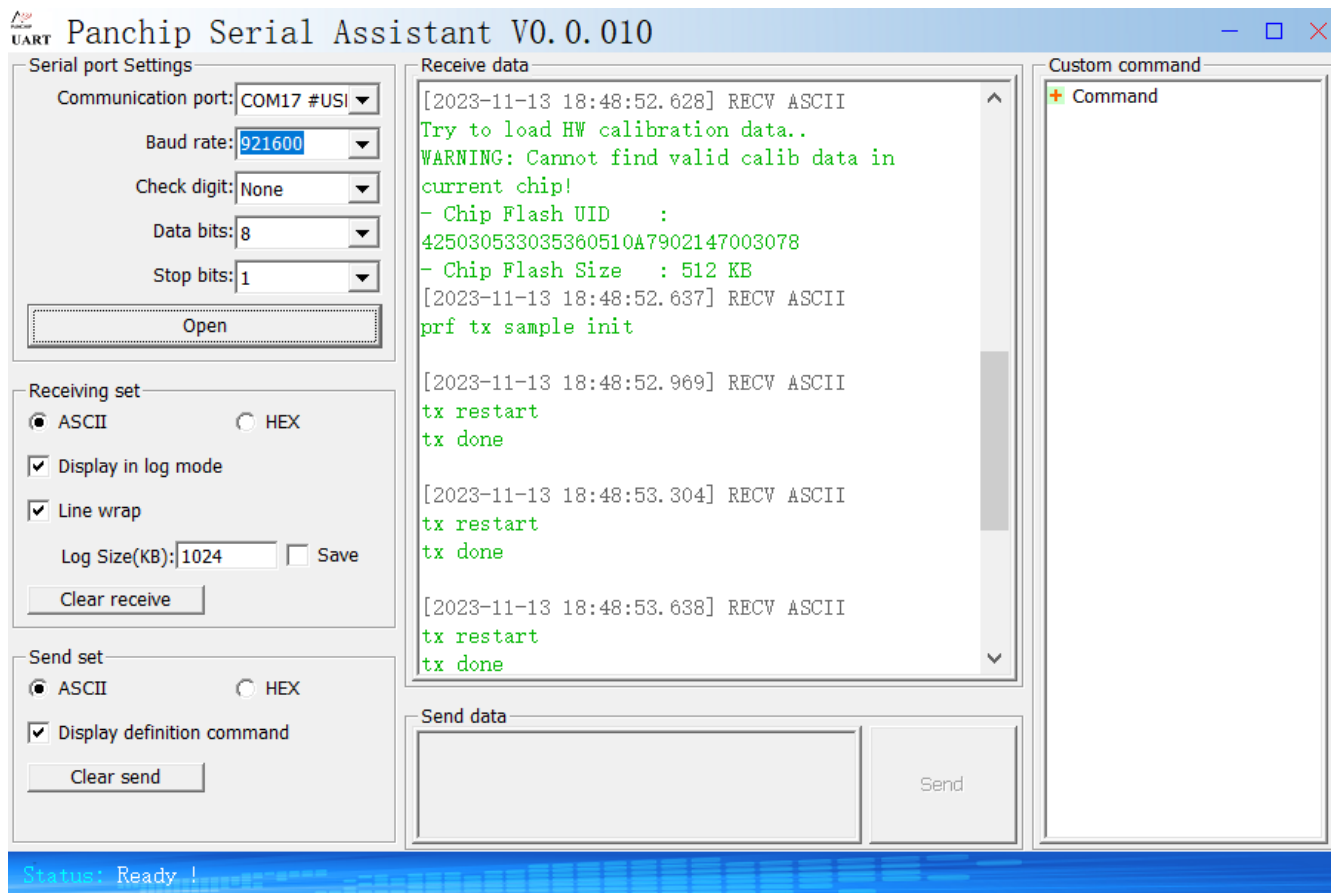 PANCHIP
UART
Panchip Serial Assistant V0.0.010
Serial port Settings
Communication port: COM17 #USI
Baud rate: 921600
Check digit: None
Data bits: 8
Stop bits: 1
Open
Receiving set
ASCII HEX
Display in log mode
Line wrap
Log Size(KB): 1024 Save
Clear receive
Send set
ASCII HEX
Display definition command
Clear send
Receive data
[2023-11-13 18:48:52.628] RECV ASCII
Try to load HW calibration data..
WARNING: Cannot find valid calib data in
current chip!
- Chip Flash UID :
425030533035360510A7902147003078
- Chip Flash Size : 512 KB
[2023-11-13 18:48:52.637] RECV ASCII
prf tx sample init
[2023-11-13 18:48:52.969] RECV ASCII
tx restart
tx done
[2023-11-13 18:48:53.304] RECV ASCII
tx restart
tx done
[2023-11-13 18:48:53.638] RECV ASCII
tx restart
tx done
Send data
Send
Custom command
Command
Status: Ready !